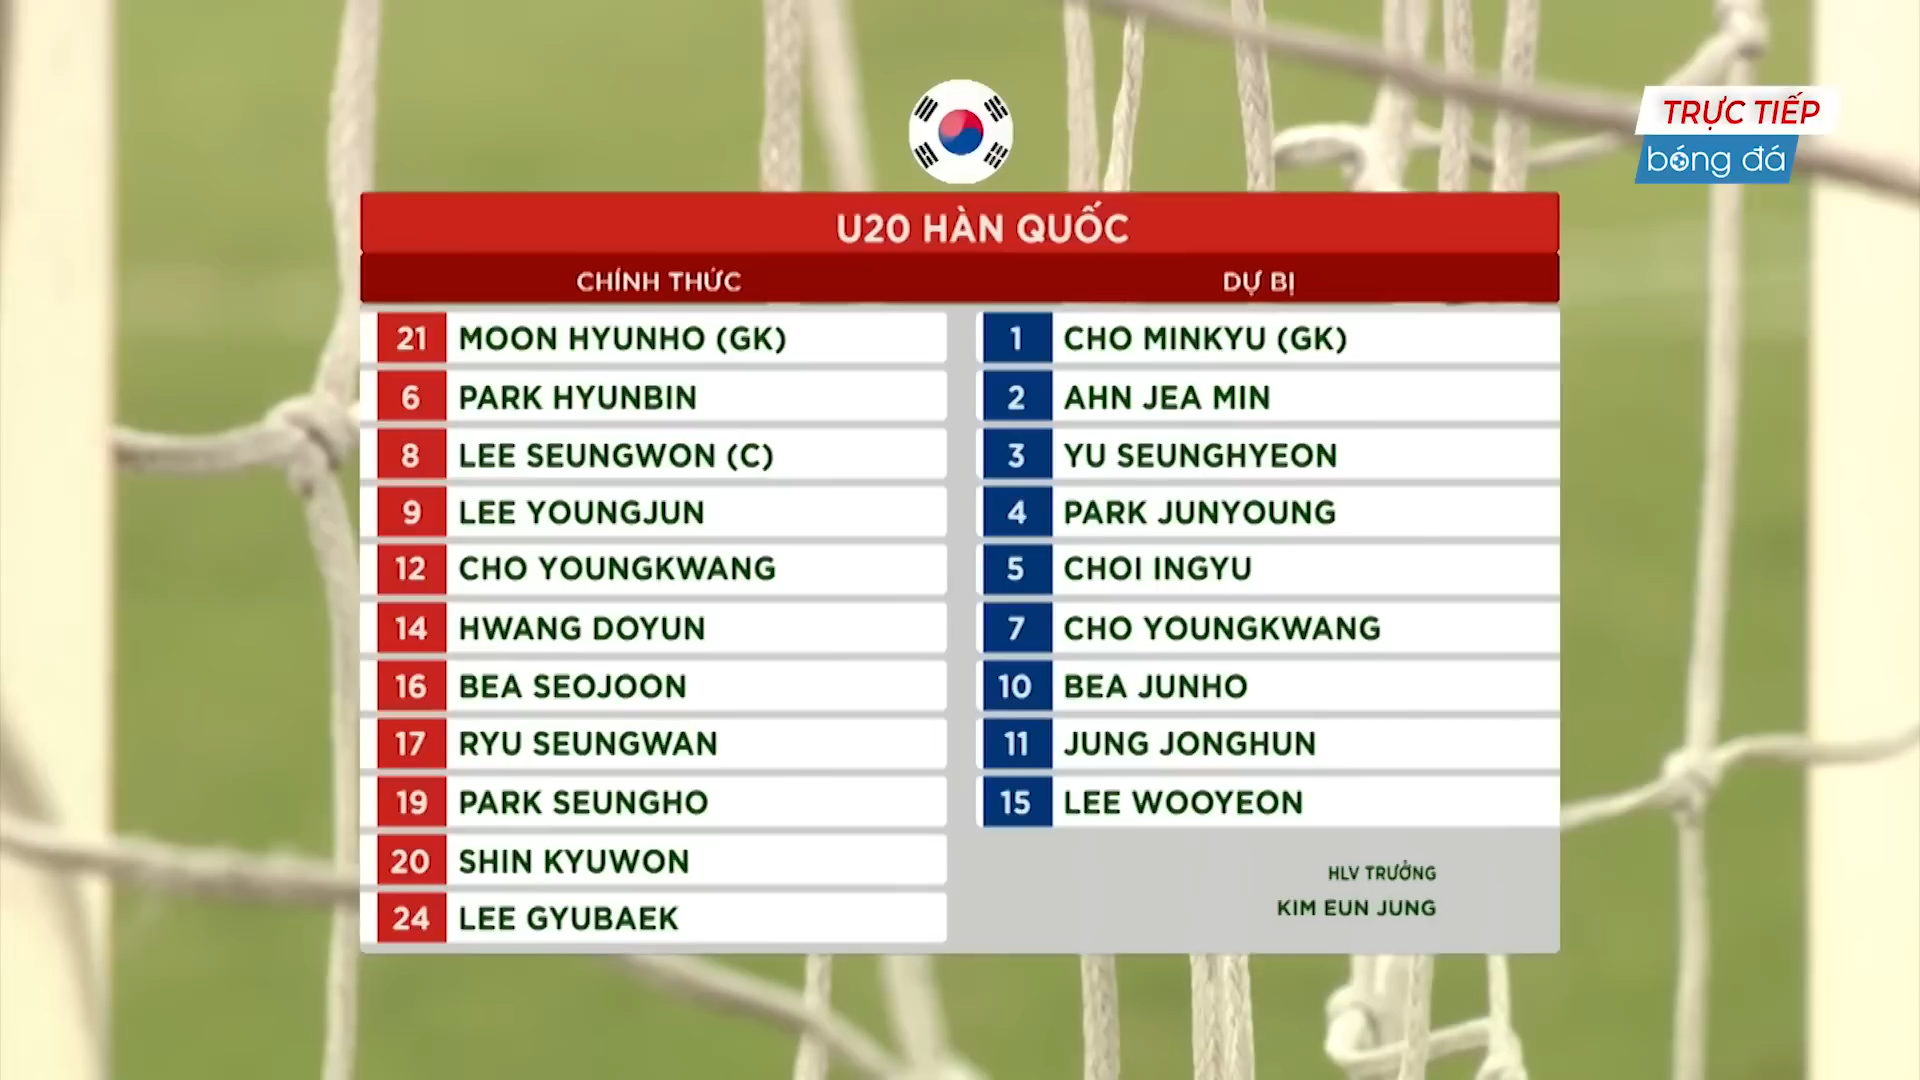 TRỰC TIẾP
bóng đá
U20 HÀN QUỐC
CHÍNH THỨC
21 MOON HYUNHO (GK)
6 PARK HYUNBIN
8 LEE SEUNGWON (C)
9 LEE YOUNGJUN
12 CHO YOUNGKWANG
14 HWANG DOYUN
16 BEA SEOJOON
17 RYU SEUNGWAN
19 PARK SEUNGHO
20 SHIN KYUWON
24 LEE GYUBAEK
DỰ BỊ
1 CHO MINKYU (GK)
2 AHN JEA MIN
3 YU SEUNGHYEON
4 PARK JUNYOUNG
5 CHOI INGYU
7 CHO YOUNGKWANG
10 BEA JUNHO
11 JUNG JONGHUN
15 LEE WOOYEON
HLV TRƯỞNG
KIM EUN JUNG